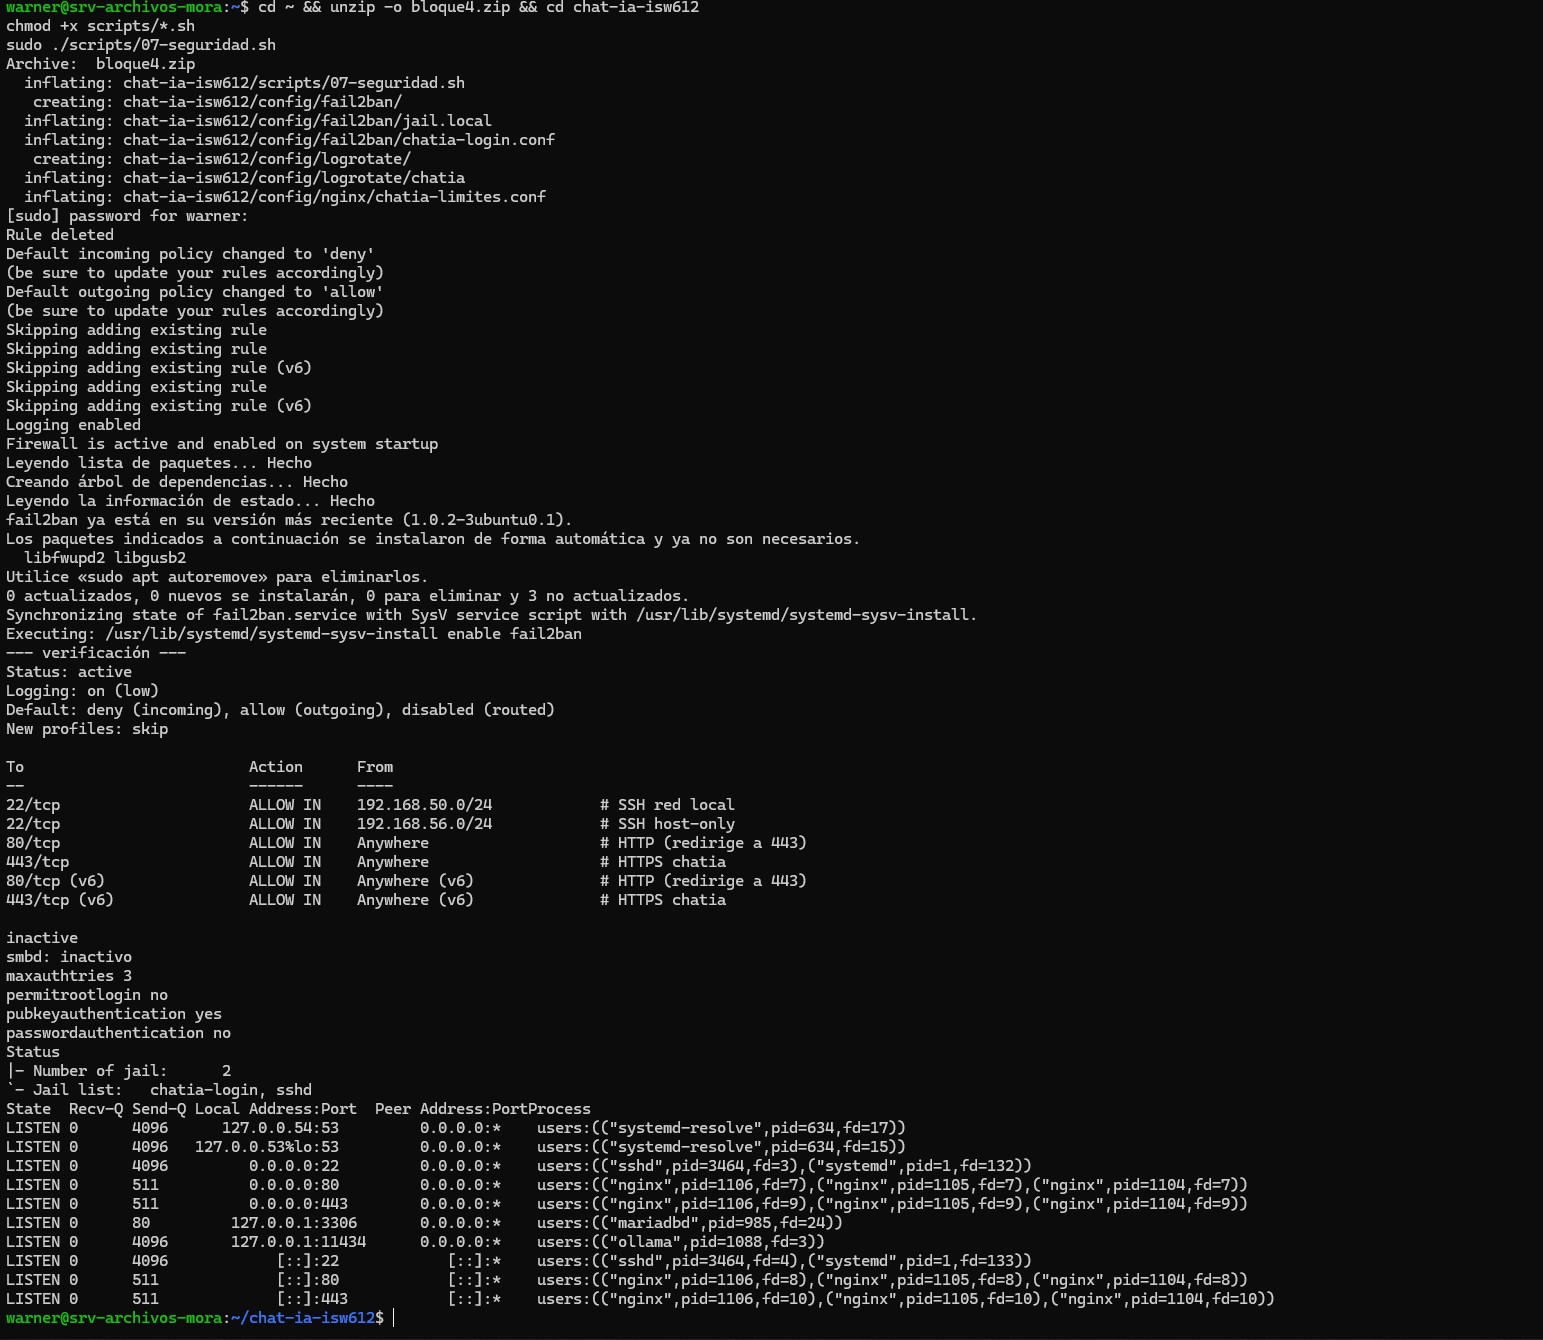 warner@srv-archivos-mora:~$ cd ~ && unzip -o bloque4.zip && cd chat-ia-isw612
chmod +x scripts/*.sh
sudo ./scripts/07-seguridad.sh
Archive:  bloque4.zip
  inflating: chat-ia-isw612/scripts/07-seguridad.sh
   creating: chat-ia-isw612/config/fail2ban/
  inflating: chat-ia-isw612/config/fail2ban/jail.local
  inflating: chat-ia-isw612/config/fail2ban/chatia-login.conf
   creating: chat-ia-isw612/config/logrotate/
  inflating: chat-ia-isw612/config/logrotate/chatia
  inflating: chat-ia-isw612/config/nginx/chatia-limites.conf
[sudo] password for warner:
Rule deleted
Default incoming policy changed to 'deny'
(be sure to update your rules accordingly)
Default outgoing policy changed to 'allow'
(be sure to update your rules accordingly)
Skipping adding existing rule
Skipping adding existing rule
Skipping adding existing rule (v6)
Skipping adding existing rule
Skipping adding existing rule (v6)
Logging enabled
Firewall is active and enabled on system startup
Leyendo lista de paquetes... Hecho
Creando árbol de dependencias... Hecho
Leyendo la información de estado... Hecho
fail2ban ya está en su versión más reciente (1.0.2-3ubuntu0.1).
Los paquetes indicados a continuación se instalaron de forma automática y ya no son necesarios.
  libfwupd2 libgusb2
Utilice «sudo apt autoremove» para eliminarlos.
0 actualizados, 0 nuevos se instalarán, 0 para eliminar y 3 no actualizados.
Synchronizing state of fail2ban.service with SysV service script with /usr/lib/systemd/systemd-sysv-install.
Executing: /usr/lib/systemd/systemd-sysv-install enable fail2ban
--- verificación ---
Status: active
Logging: on (low)
Default: deny (incoming), allow (outgoing), disabled (routed)
New profiles: skip

To                         Action      From
--                         ------      ----
22/tcp                     ALLOW IN    192.168.50.0/24            # SSH red local
22/tcp                     ALLOW IN    192.168.56.0/24            # SSH host-only
80/tcp                     ALLOW IN    Anywhere                   # HTTP (redirige a 443)
443/tcp                    ALLOW IN    Anywhere                   # HTTPS chatia
80/tcp (v6)                ALLOW IN    Anywhere (v6)              # HTTP (redirige a 443)
443/tcp (v6)               ALLOW IN    Anywhere (v6)              # HTTPS chatia

inactive
smbd: inactivo
maxauthtries 3
permitrootlogin no
pubkeyauthentication yes
passwordauthentication no
Status
|- Number of jail:      2
`- Jail list:   chatia-login, sshd
State  Recv-Q Send-Q Local Address:Port  Peer Address:PortProcess
LISTEN 0      4096      127.0.0.54:53         0.0.0.0:*    users:(("systemd-resolve",pid=634,fd=17))
LISTEN 0      4096   127.0.0.53%lo:53         0.0.0.0:*    users:(("systemd-resolve",pid=634,fd=15))
LISTEN 0      4096         0.0.0.0:22         0.0.0.0:*    users:(("sshd",pid=3464,fd=3),("systemd",pid=1,fd=132))
LISTEN 0      511          0.0.0.0:80         0.0.0.0:*    users:(("nginx",pid=1106,fd=7),("nginx",pid=1105,fd=7),("nginx",pid=1104,fd=7))
LISTEN 0      511          0.0.0.0:443        0.0.0.0:*    users:(("nginx",pid=1106,fd=9),("nginx",pid=1105,fd=9),("nginx",pid=1104,fd=9))
LISTEN 0      80         127.0.0.1:3306       0.0.0.0:*    users:(("mariadbd",pid=985,fd=24))
LISTEN 0      4096       127.0.0.1:11434      0.0.0.0:*    users:(("ollama",pid=1088,fd=3))
LISTEN 0      4096            [::]:22            [::]:*    users:(("sshd",pid=3464,fd=4),("systemd",pid=1,fd=133))
LISTEN 0      511             [::]:80            [::]:*    users:(("nginx",pid=1106,fd=8),("nginx",pid=1105,fd=8),("nginx",pid=1104,fd=8))
LISTEN 0      511             [::]:443           [::]:*    users:(("nginx",pid=1106,fd=10),("nginx",pid=1105,fd=10),("nginx",pid=1104,fd=10))
warner@srv-archivos-mora:~/chat-ia-isw612$